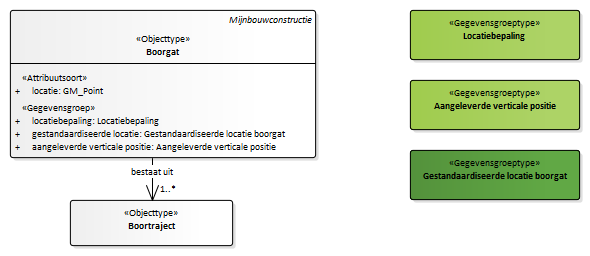 Mijnbouwconstructie
«Objecttype»
Boorgat
«Attribuutsoort»
+ locatie: GM_Point
«Gegevensgroep»
+ locatiebepaling: Locatiebepaling
+ gestandaardiseerde locatie: Gestandaardiseerde locatie boorgat
+ aangeleverde verticale positie: Aangeleverde verticale positie
bestaat uit
1..*
«Objecttype»
Boortraject
«Gegevensgroeptype»
Locatiebepaling
«Gegevensgroeptype»
Aangeleverde verticale positie
«Gegevensgroeptype»
Gestandaardiseerde locatie boorgat